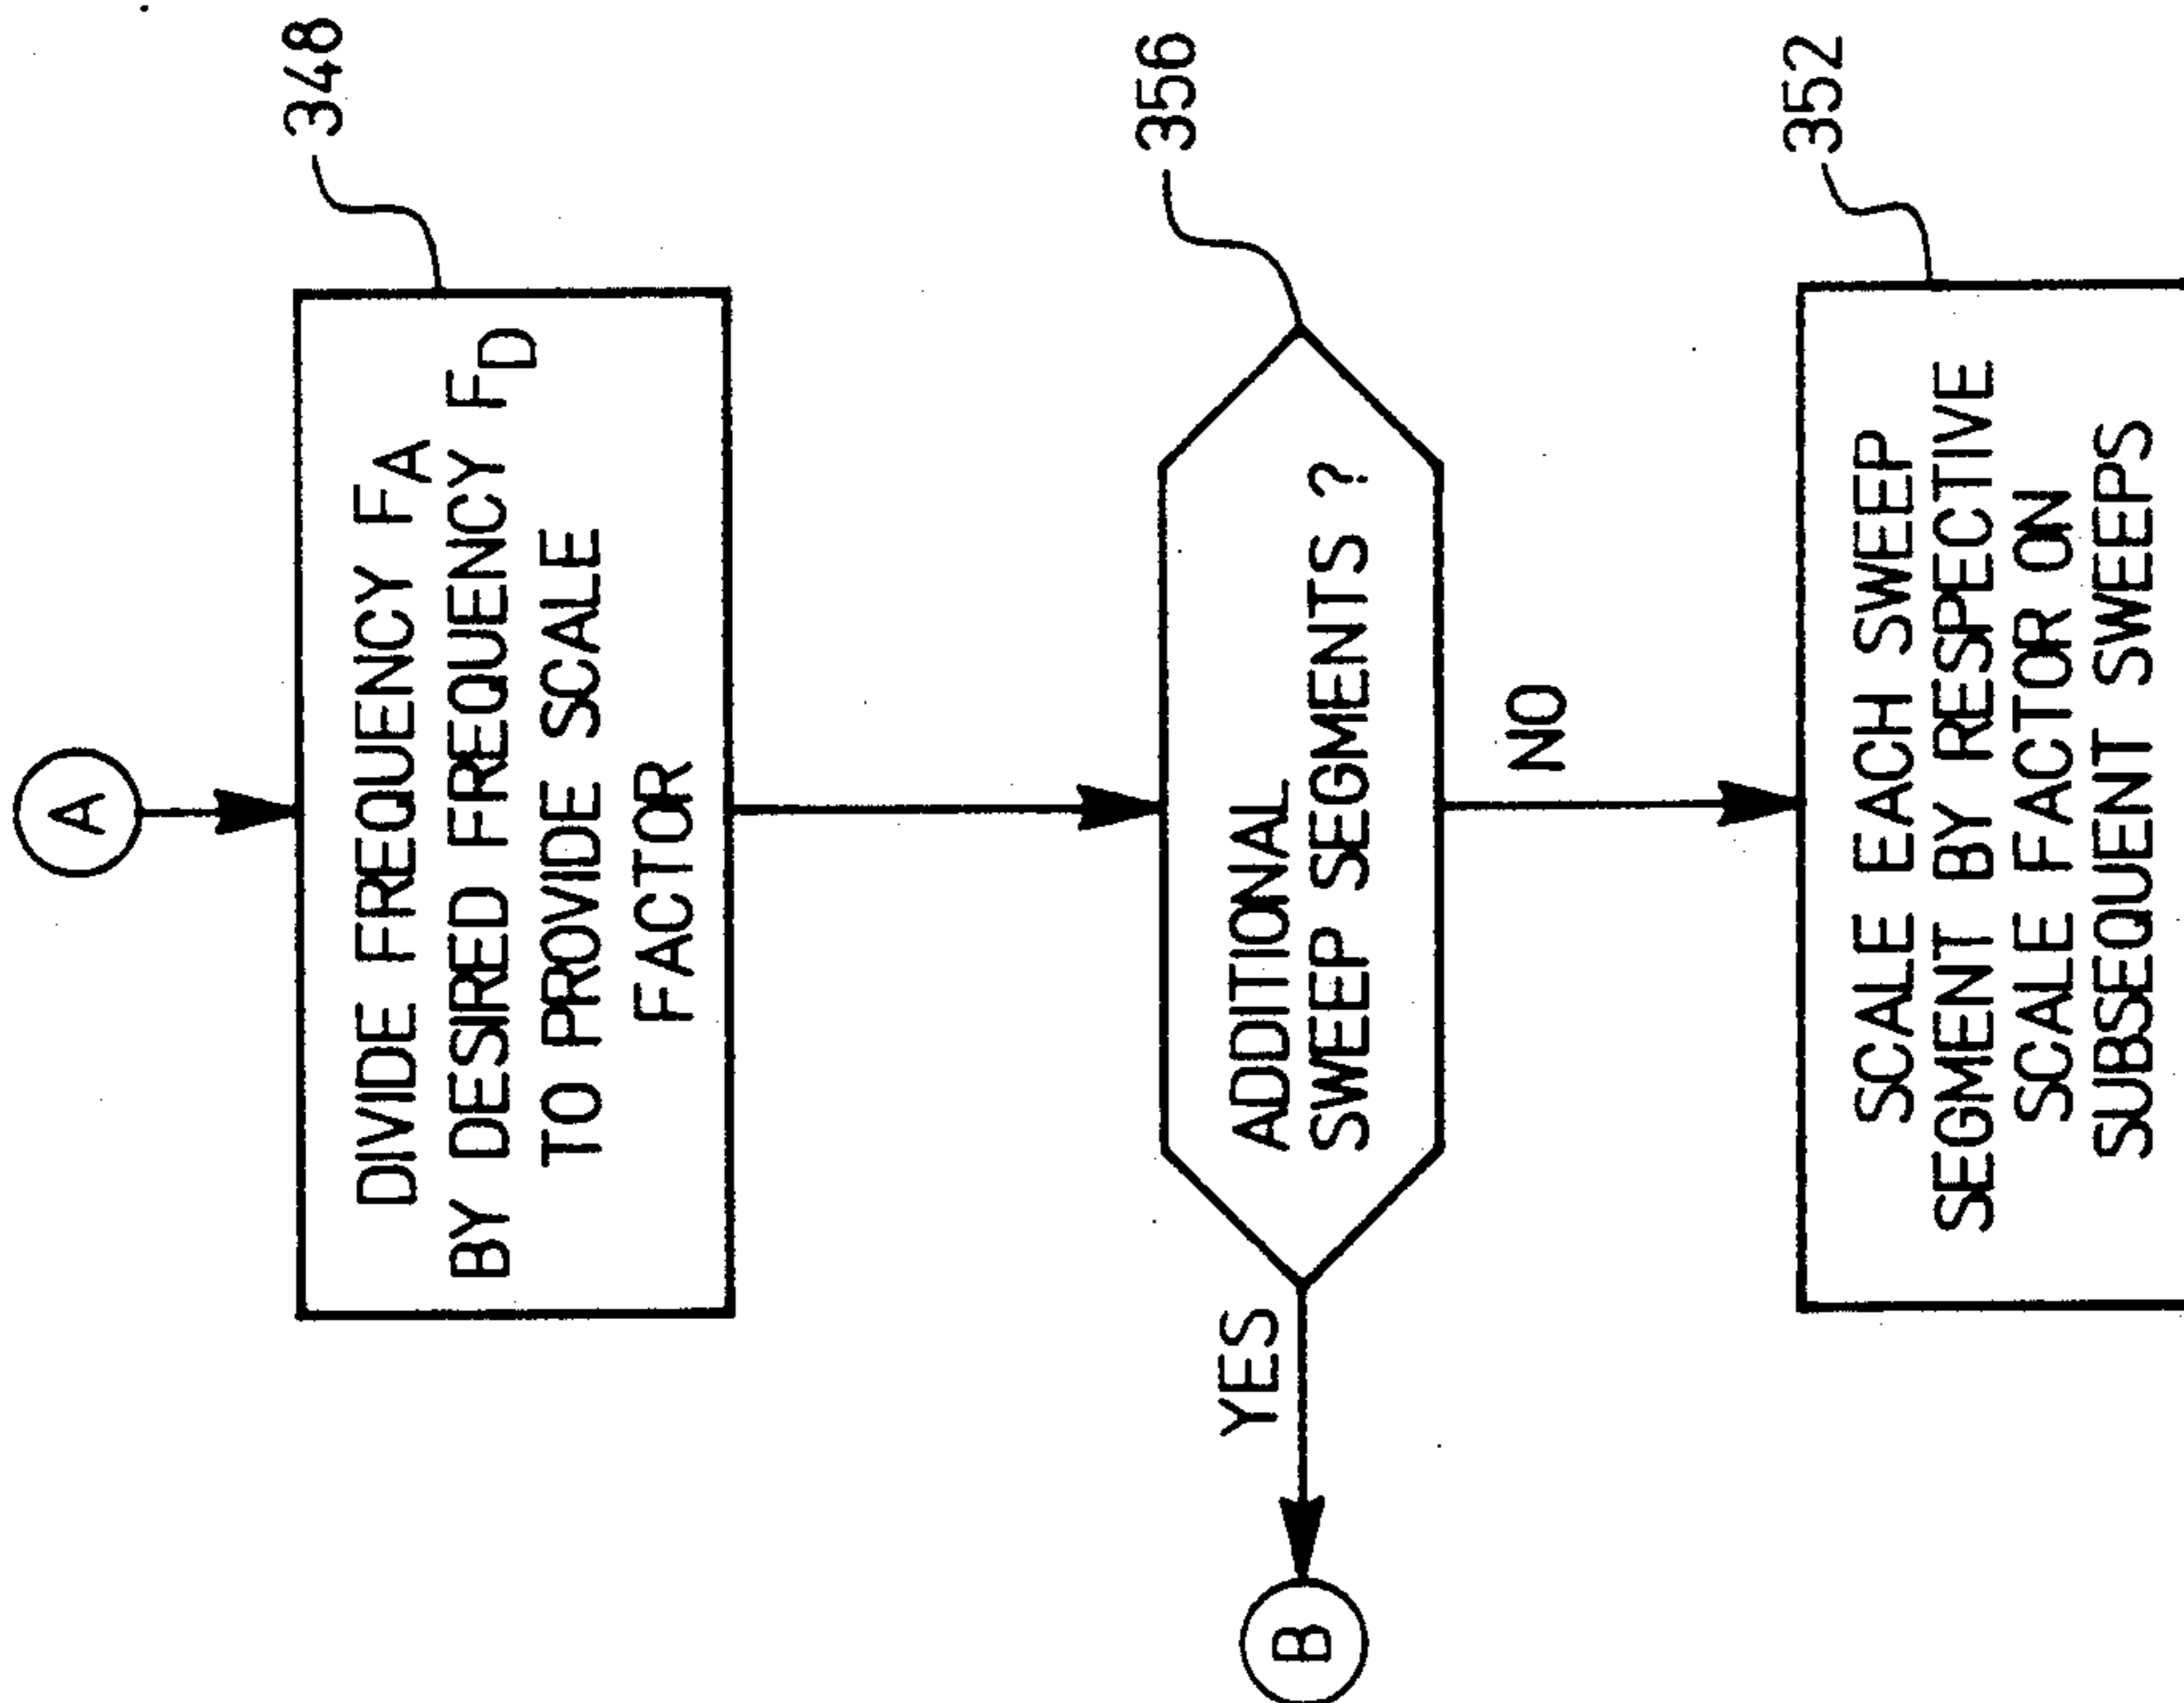 A
348
DIVIDE FREQUENCY FA
BY DESIRED FREQUENCY FD
TO PROVIDE SCALE
FACTOR
356
ADDITIONAL
SWEEP SEGMENTS ?
YES
B
NO
352
SCALE EACH SWEEP
SEGMENT BY RESPECTIVE
SCALE FACTOR ON
SUBSEQUENT SWEEPS